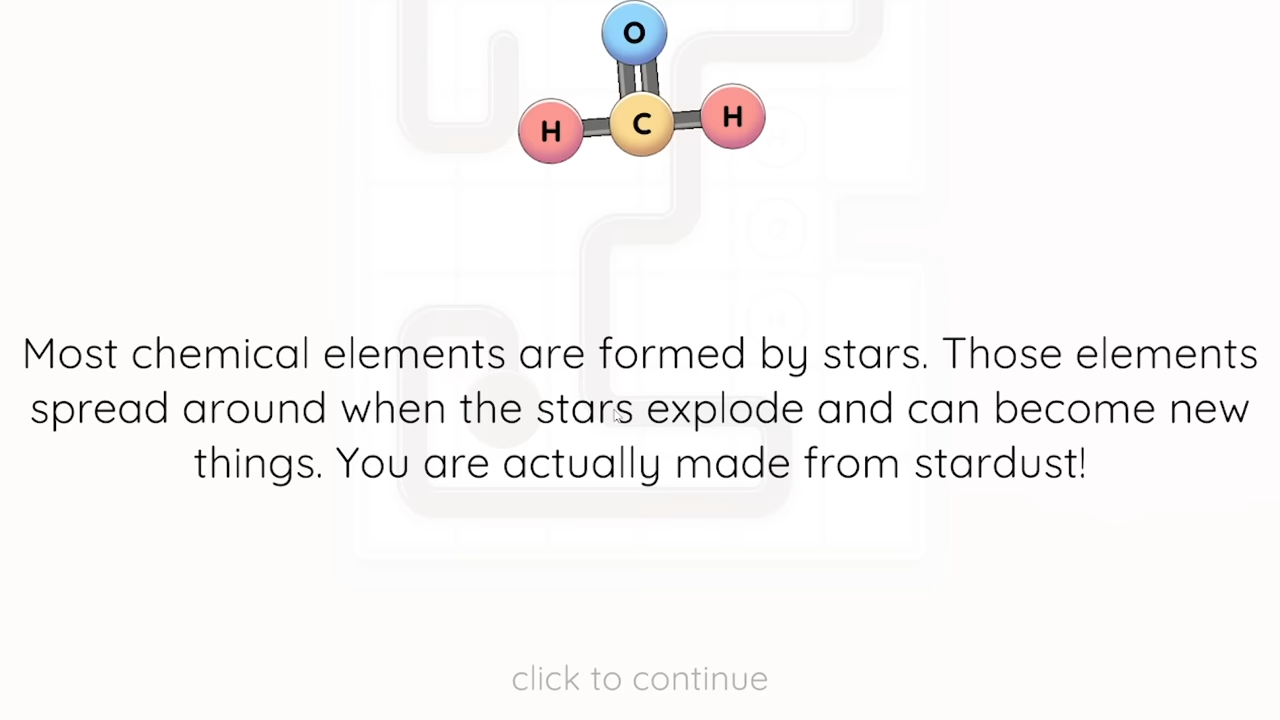 O
H C H
Most chemical elements are formed by stars. Those elements
spread around when the stars explode and can become new
things. You are actually made from stardust!
click to continue